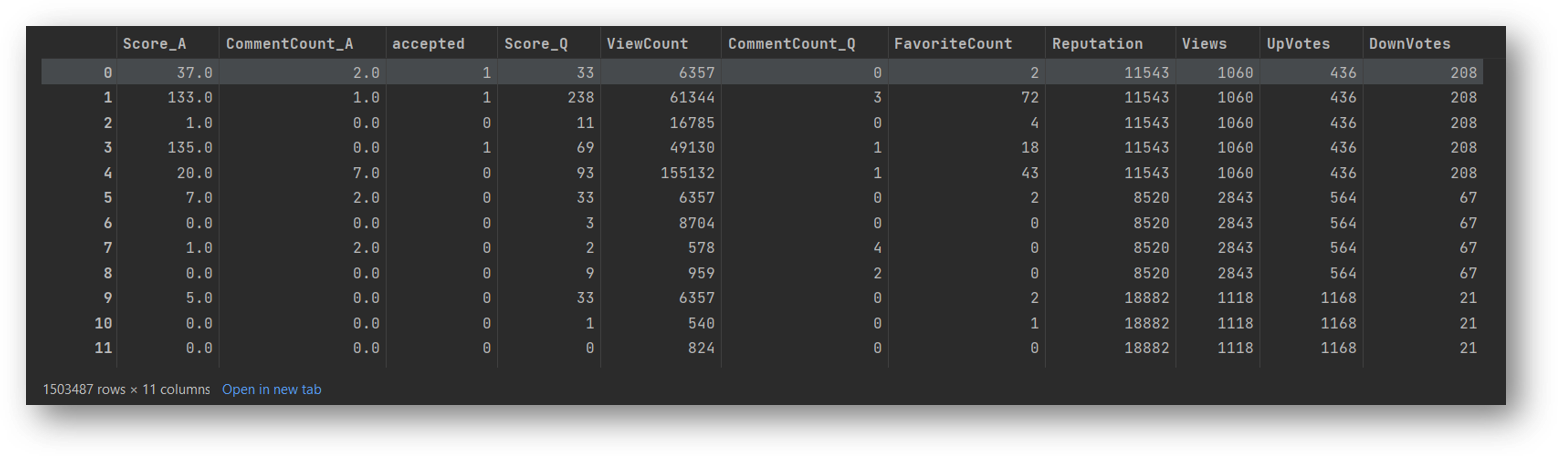 Score_A CommentCount_A accepted Score_Q ViewCount CommentCount_Q FavoriteCount Reputation Views UpVotes DownVotes
0 37.0 2.0 1 33 6357 0 2 11543 1060 436 208
1 133.0 1.0 1 238 61344 3 72 11543 1060 436 208
2 1.0 0.0 0 11 16785 0 4 11543 1060 436 208
3 135.0 0.0 1 69 49130 1 18 11543 1060 436 208
4 20.0 7.0 0 93 155132 1 43 11543 1060 436 208
5 7.0 2.0 0 33 6357 0 2 8520 2843 564 67
6 0.0 0.0 0 3 8704 0 0 8520 2843 564 67
7 1.0 2.0 0 2 578 4 0 8520 2843 564 67
8 0.0 0.0 0 9 959 2 0 8520 2843 564 67
9 5.0 0.0 0 33 6357 0 2 18882 1118 1168 21
10 0.0 0.0 0 1 540 0 1 18882 1118 1168 21
11 0.0 0.0 0 0 824 0 0 18882 1118 1168 21
1503487 rows × 11 columns Open in new tab